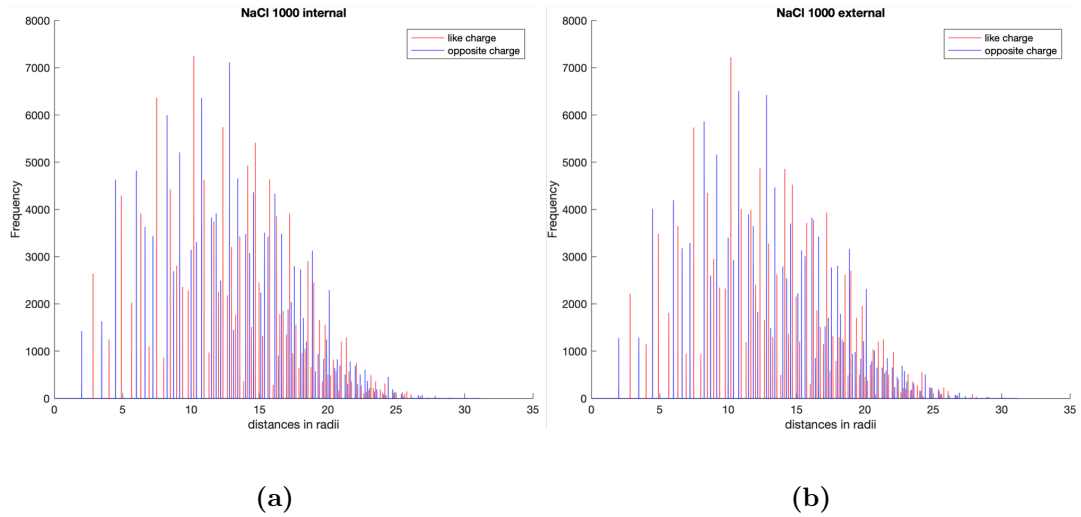 NaCl 1000 internal
8000
7000
6000
5000
4000
3000
2000
1000
0
Frequency
0 5 10 15 20 25 30 35
distances in radii
like charge
opposite charge
(a)
NaCl 1000 external
8000
7000
6000
5000
4000
3000
2000
1000
0
Frequency
0 5 10 15 20 25 30 35
distances in radii
like charge
opposite charge
(b)